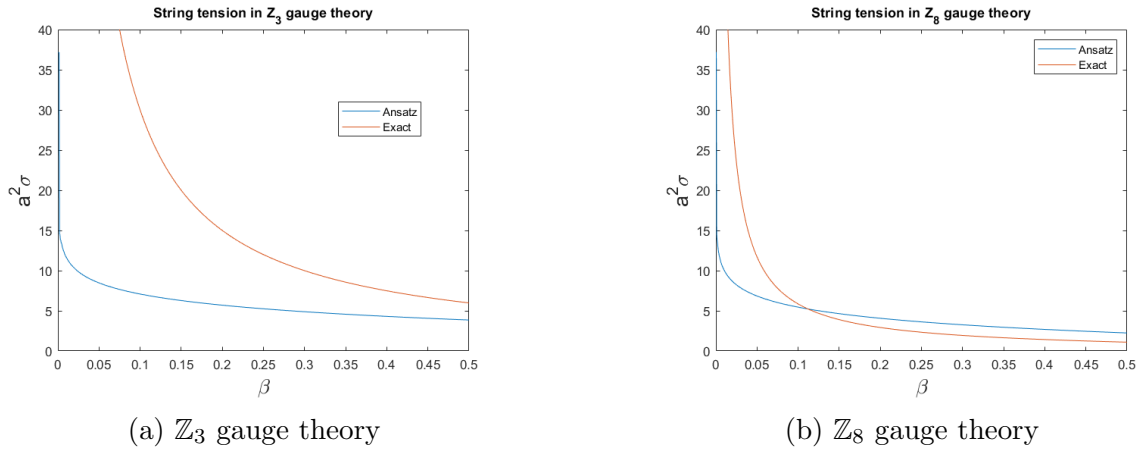 String tension in Z₃ gauge theory
40
35
30
25
20
15
10
5
0
a²σ
Ansatz
Exact
0 0.05 0.1 0.15 0.2 0.25 0.3 0.35 0.4 0.45 0.5
β
(a) ℤ₃ gauge theory
String tension in Z₈ gauge theory
40
35
30
25
20
15
10
5
0
a²σ
Ansatz
Exact
0 0.05 0.1 0.15 0.2 0.25 0.3 0.35 0.4 0.45 0.5
β
(b) ℤ₈ gauge theory